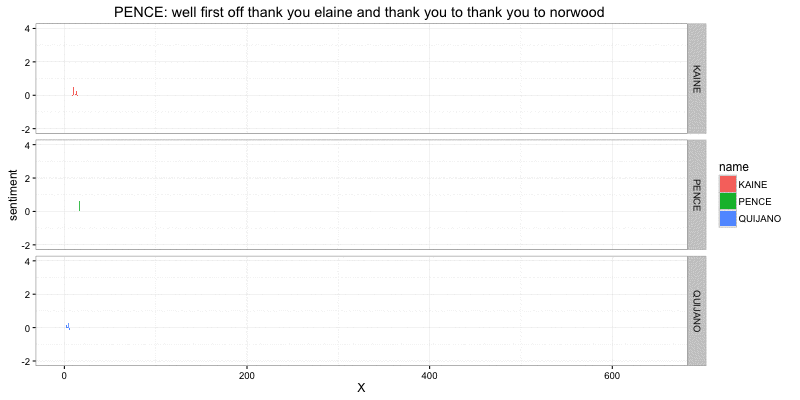 PENCE: well first off thank you elaine and thank you to thank you to norwood
4
2
0
-2
KAINE
4
2
0
-2
PENCE
4
2
0
-2
QUIJANO
sentiment
0 200 400 600
X
name
KAINE
PENCE
QUIJANO